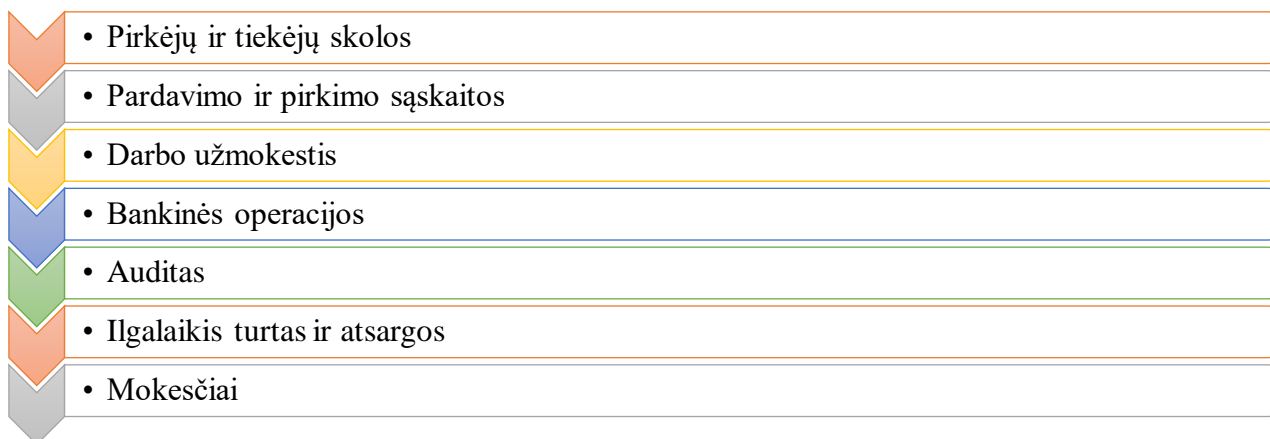 • Pirkėjų ir tiekėjų skolos
• Pardavimo ir pirkimo sąskaitos
• Darbo užmokestis
• Bankinės operacijos
• Auditas
• Ilgalaikis turtas ir atsargos
• Mokesčiai